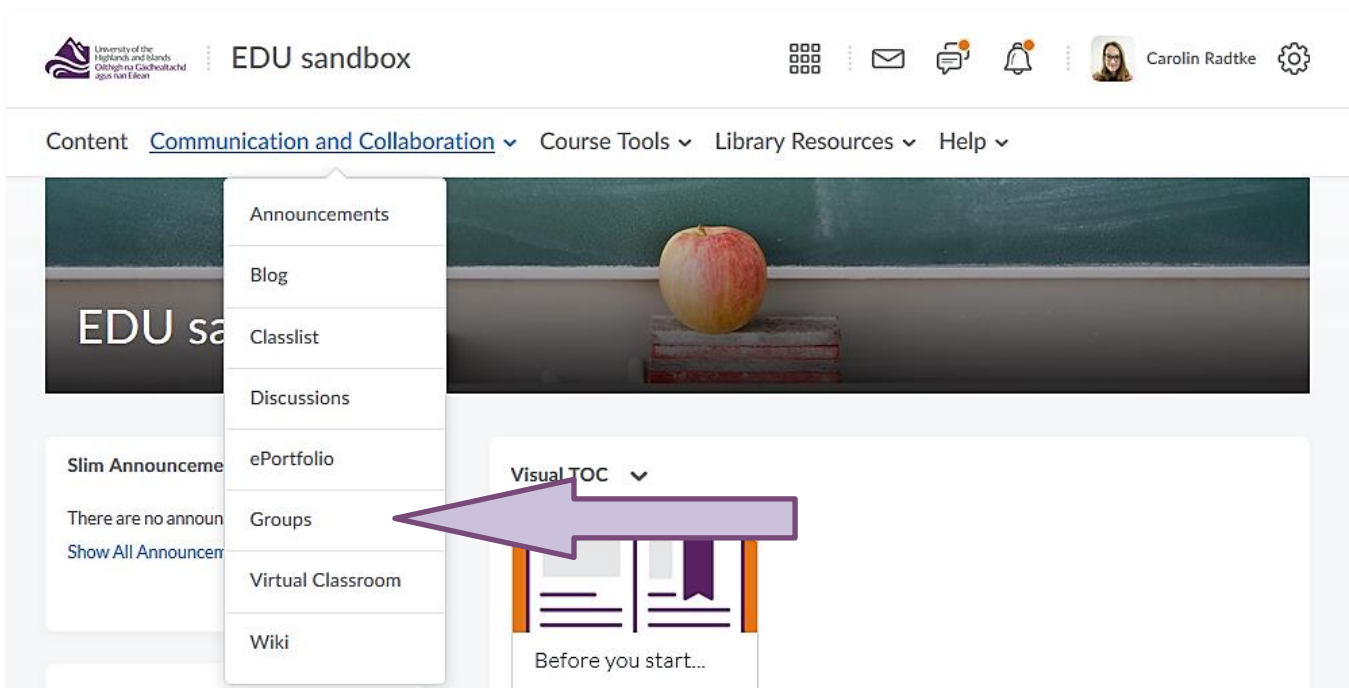 University of the
Highlands and Islands
Oilthigh na Gàidhealtachd
agus nan Eilean
EDU sandbox
Carolin Radtke
Content Communication and Collaboration Course Tools Library Resources Help
Announcements
Blog
Classlist
Discussions
ePortfolio
Groups
Virtual Classroom
Wiki
EDU sa
Slim Announceme
There are no announ
Show All Announcem
Visual TOC
Before you start...